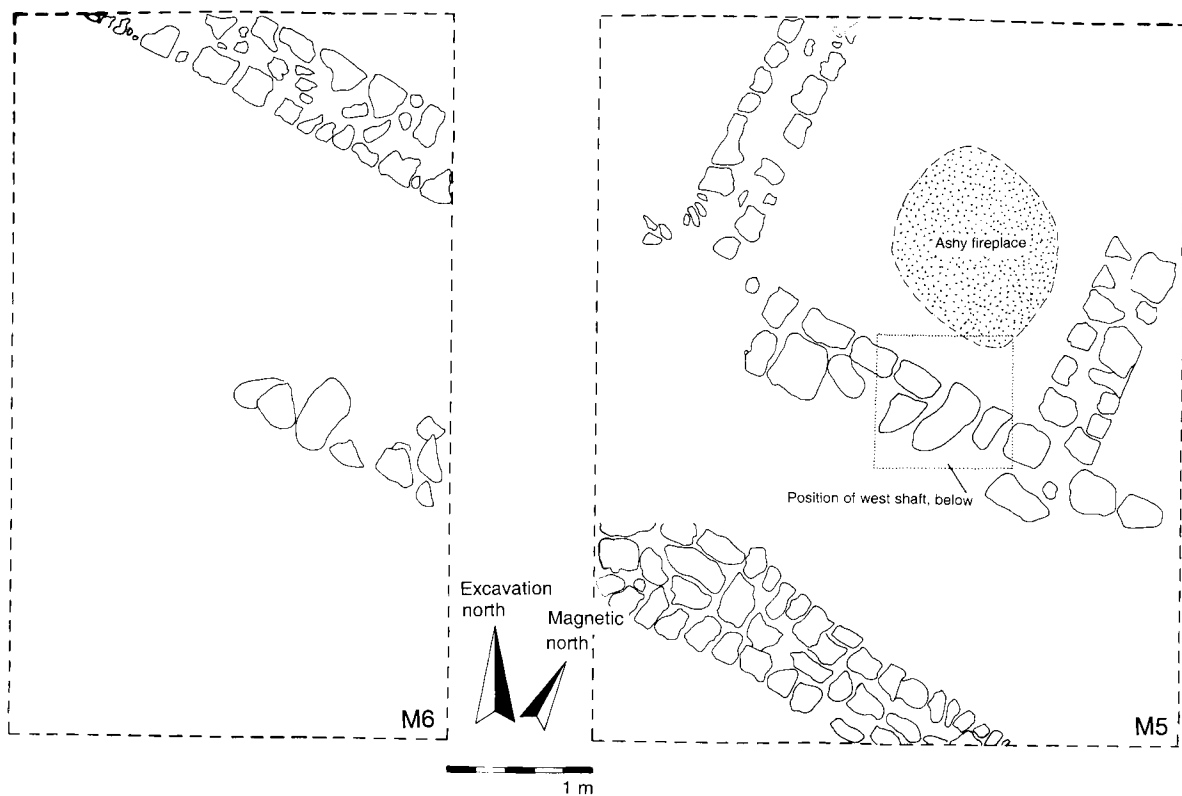 Ashy fireplace
Position of west shaft, below
Excavation
north
Magnetic
north
M6
M5
1 m